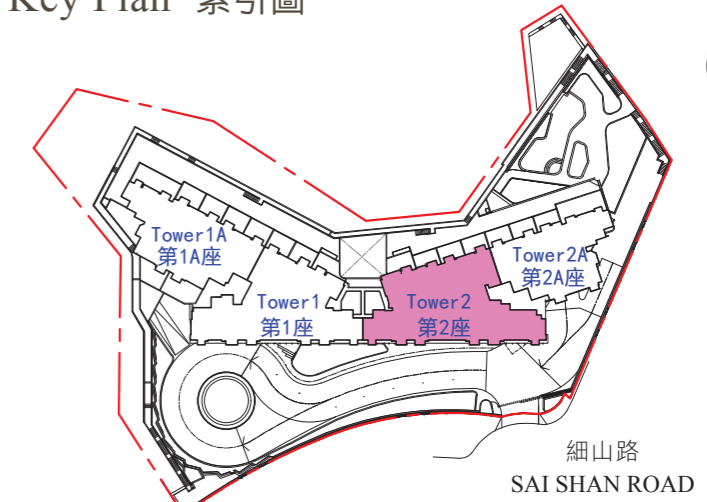 Key Plan 索引圖
Tower1A
第1A座
Tower2A
第2A座
Tower1
第1座
Tower2
第2座
細山路
SAI SHAN ROAD